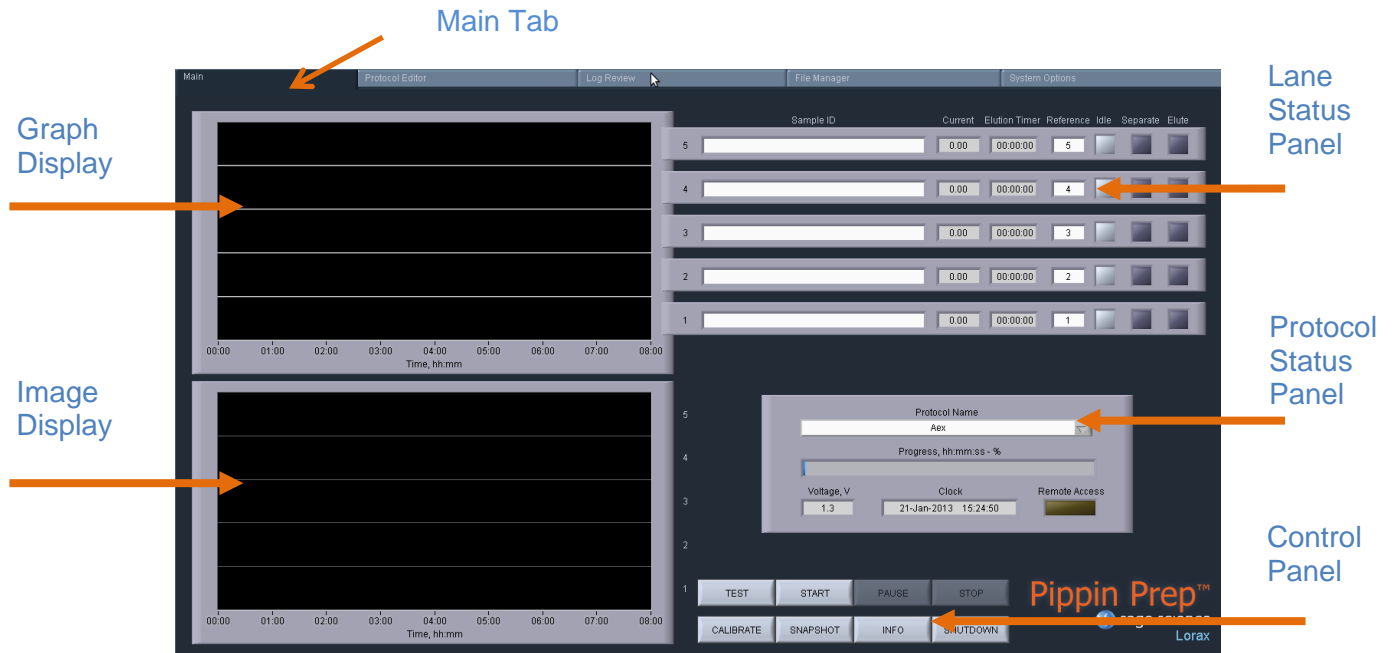 Main Tab
Main Protocol Editor Log Review File Manager System Options
Graph
Display
Lane
Status
Panel
Sample ID Current Elution Timer Reference Idle Separate Elute
5 0.00 00:00:00 5
4 0.00 00:00:00 4
3 0.00 00:00:00 3
2 0.00 00:00:00 2
1 0.00 00:00:00 1
00:00 01:00 02:00 03:00 04:00 05:00 06:00 07:00 08:00
Time, hh:mm
Image
Display
5
4
3
2
1
00:00 01:00 02:00 03:00 04:00 05:00 06:00 07:00 08:00
Time, hh:mm
Protocol
Status
Panel
Protocol Name
Aex
Progress, hh:mm:ss - %
Voltage, V Clock Remote Access
1.3 21-Jan-2013 15:24:50
Control
Panel
TEST START PAUSE STOP
CALIBRATE SNAPSHOT INFO SHUTDOWN
Pippin Prep™
sage science
Lorax